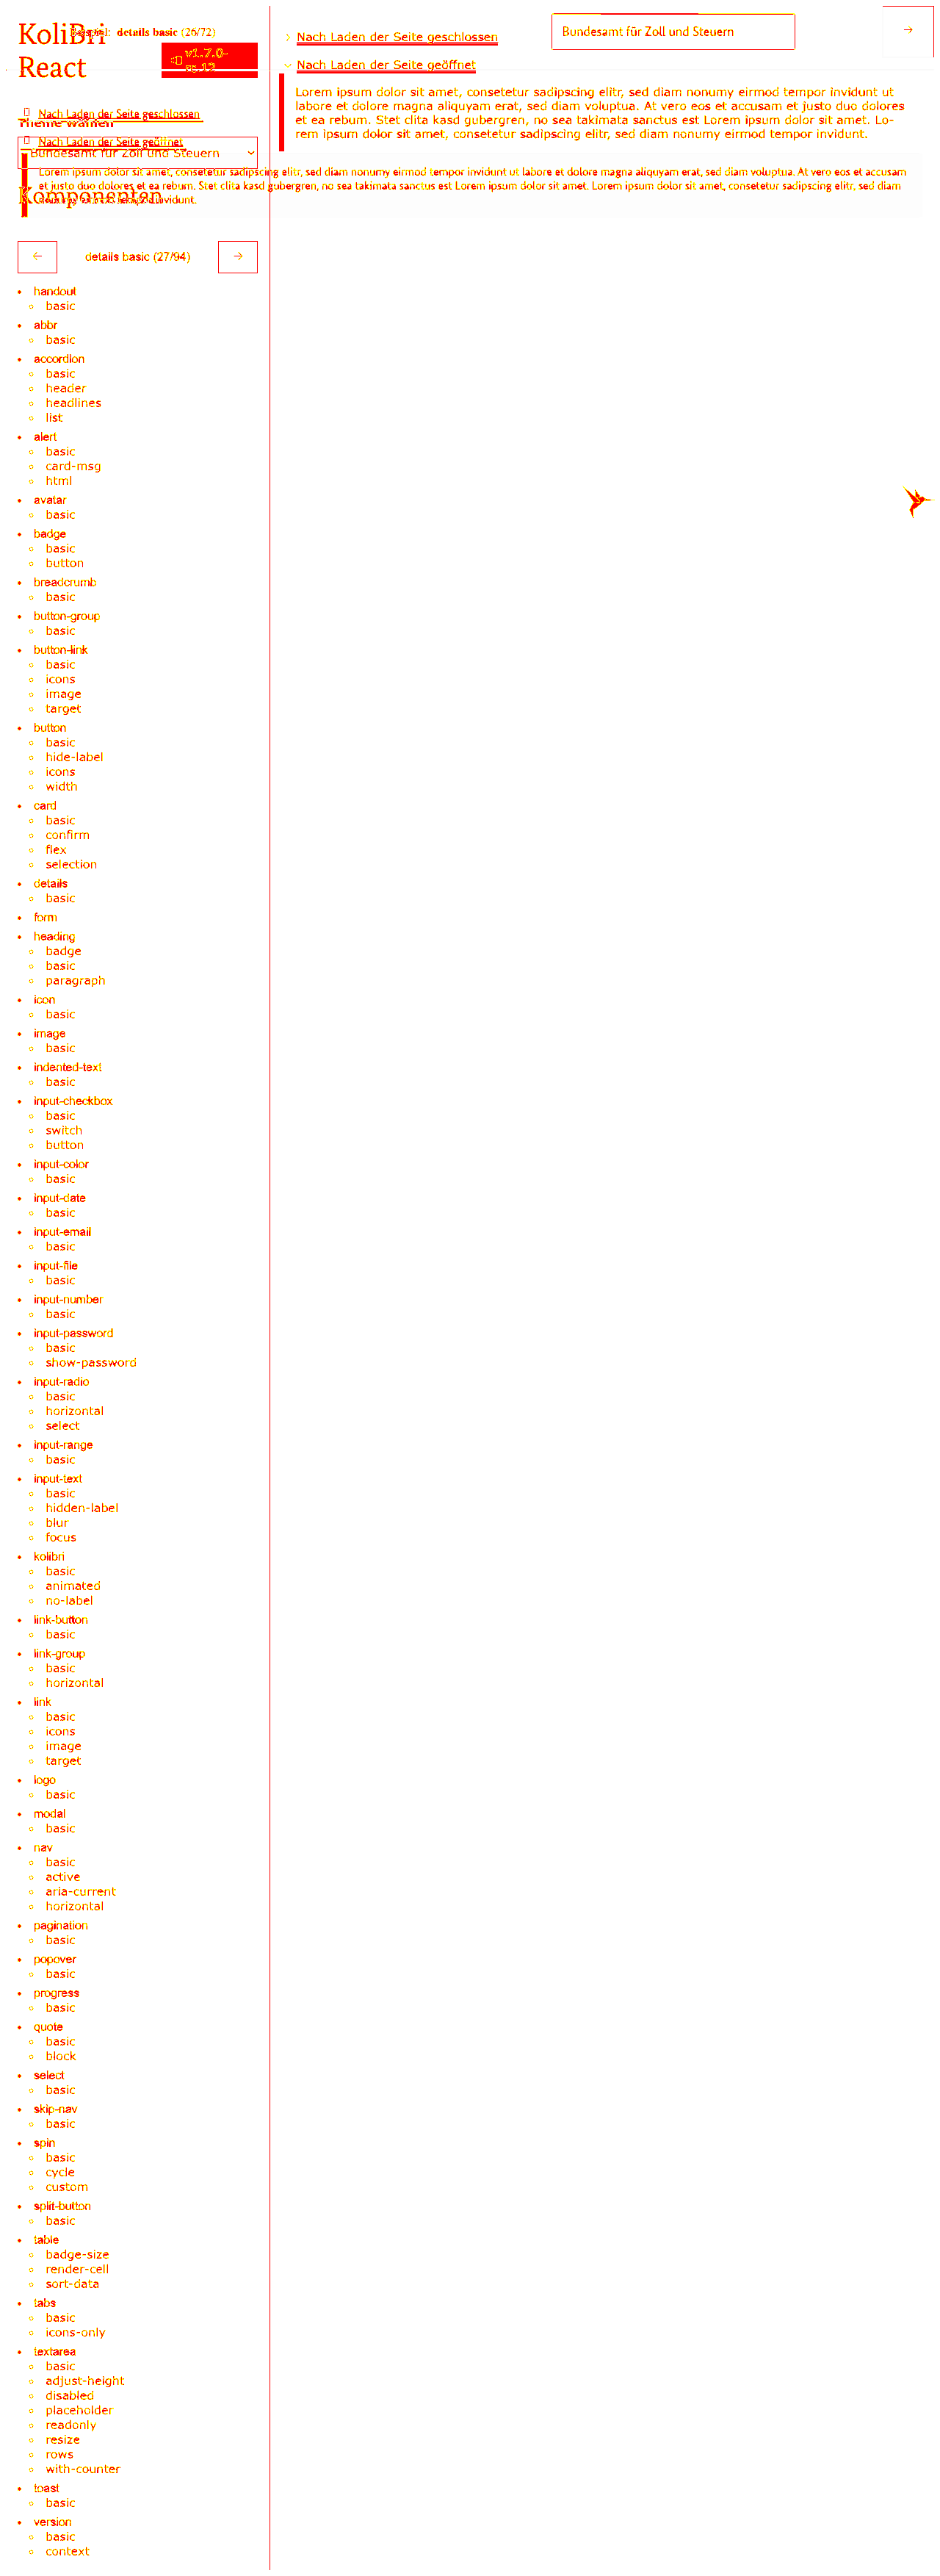 KoliBri
React
Beispiel: details basic (26/72)
v1.7.0-
rc.12
Nach Laden der Seite geschlossen
Theme wählen
Nach Laden der Seite geöffnet
Bundesamt für Zoll und Steuern
Lorem ipsum dolor sit amet, consetetur sadipscing elitr, sed diam nonumy eirmod tempor invidunt ut labore et dolore magna aliquyam erat, sed diam voluptua. At vero eos et accusam
et justo duo dolores et ea rebum. Stet clita kasd gubergren, no sea takimata sanctus est Lorem ipsum dolor sit amet. Lorem ipsum dolor sit amet, consetetur sadipscing elitr, sed diam
invidunt.
Komponenten
details basic
handout
basic
abbr
basic
accordion
basic
header
headlines
list
alert
basic
card-msg
html
avatar
basic
badge
basic
button
breadcrumb
basic
button-group
basic
button-link
basic
icons
image
target
button
basic
hide-label
icons
width
card
basic
confirm
flex
selection
details
basic
form
heading
badge
basic
paragraph
icon
basic
image
basic
indented-text
basic
input-checkbox
basic
switch
button
input-color
basic
input-date
basic
input-email
basic
input-file
basic
input-number
basic
input-password
basic
show-password
input-radio
basic
horizontal
select
input-range
basic
input-text
basic
hidden-label
blur
focus
kolibri
basic
animated
no-label
link-button
basic
link-group
basic
horizontal
link
basic
icons
image
target
logo
basic
modal
basic
nav
basic
active
aria-current
horizontal
pagination
basic
popover
basic
progress
basic
quote
basic
block
select
basic
skip-nav
basic
spin
basic
cycle
custom
split-button
basic
table
badge-size
render-cell
sort-data
tabs
basic
icons-only
textarea
basic
adjust-height
disabled
placeholder
readonly
resize
rows
with-counter
toast
basic
version
basic
context
Bundesamt für Zoll und Steuern
Nach Laden der Seite geschlossen
Nach Laden der Seite geöffnet
Lorem ipsum dolor sit amet, consetetur sadipscing elitr, sed diam nonumy eirmod tempor invidunt ut
labore et dolore magna aliquyam erat, sed diam voluptua. At vero eos et accusam et justo duo dolores
et ea rebum. Stet clita kasd gubergren, no sea takimata sanctus est Lorem ipsum dolor sit amet. Lo-
rem ipsum dolor sit amet, consetetur sadipscing elitr, sed diam nonumy eirmod tempor invidunt.